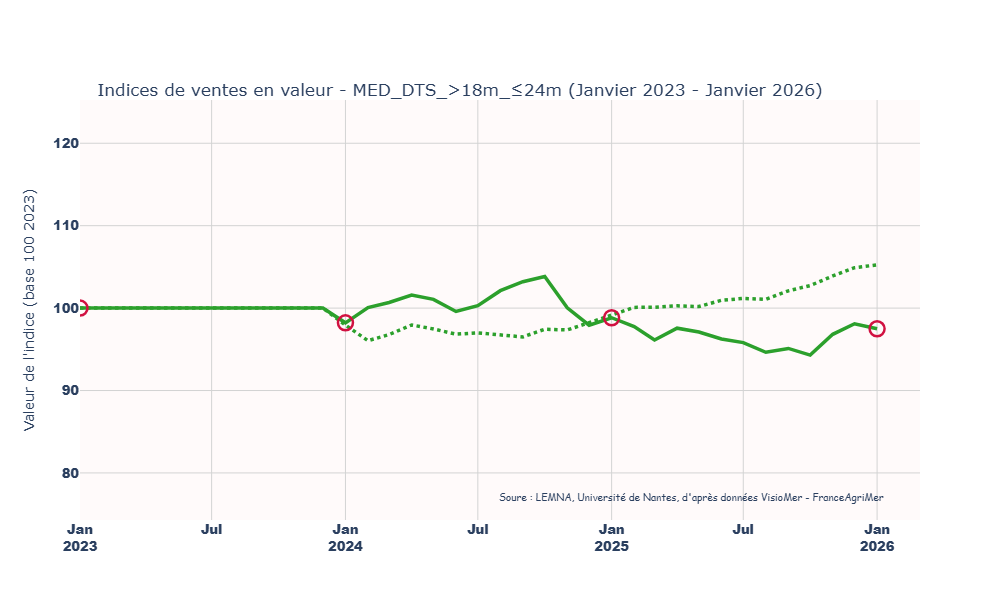 Indices de ventes en valeur - MED_DTS_>18m_≤24m (Janvier 2023 - Janvier 2026)
Valeur de l'indice (base 100 2023)
120
110
100
90
80
Soure : LEMNA, Université de Nantes, d'après données VisioMer - FranceAgriMer
Jan Jul Jan Jul Jan Jul Jan
2023 2024 2025 2026